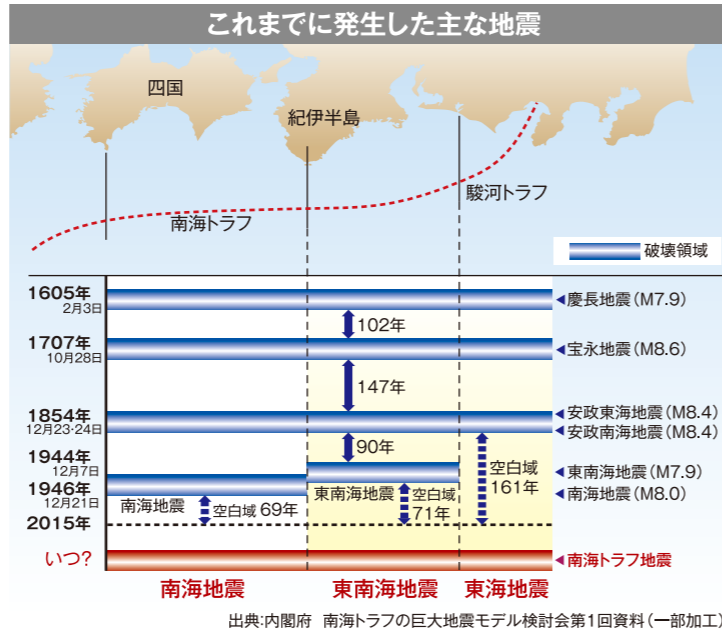 これまでに発生した主な地震
四国
紀伊半島
南海トラフ
駿河トラフ
破壊領域
1605年
2月3日
慶長地震(M7.9)
102年
1707年
10月28日
宝永地震(M8.6)
147年
1854年
12月23・24日
安政東海地震(M8.4)
安政南海地震(M8.4)
90年
1944年
12月7日
東南海地震(M7.9)
空白域
161年
1946年
12月21日
南海地震(M8.0)
南海地震
空白域 69年
東南海地震
空白域
71年
2015年
いつ?
南海トラフ地震
南海地震
東南海地震
東海地震
出典:内閣府 南海トラフの巨大地震モデル検討会第1回資料(一部加工)